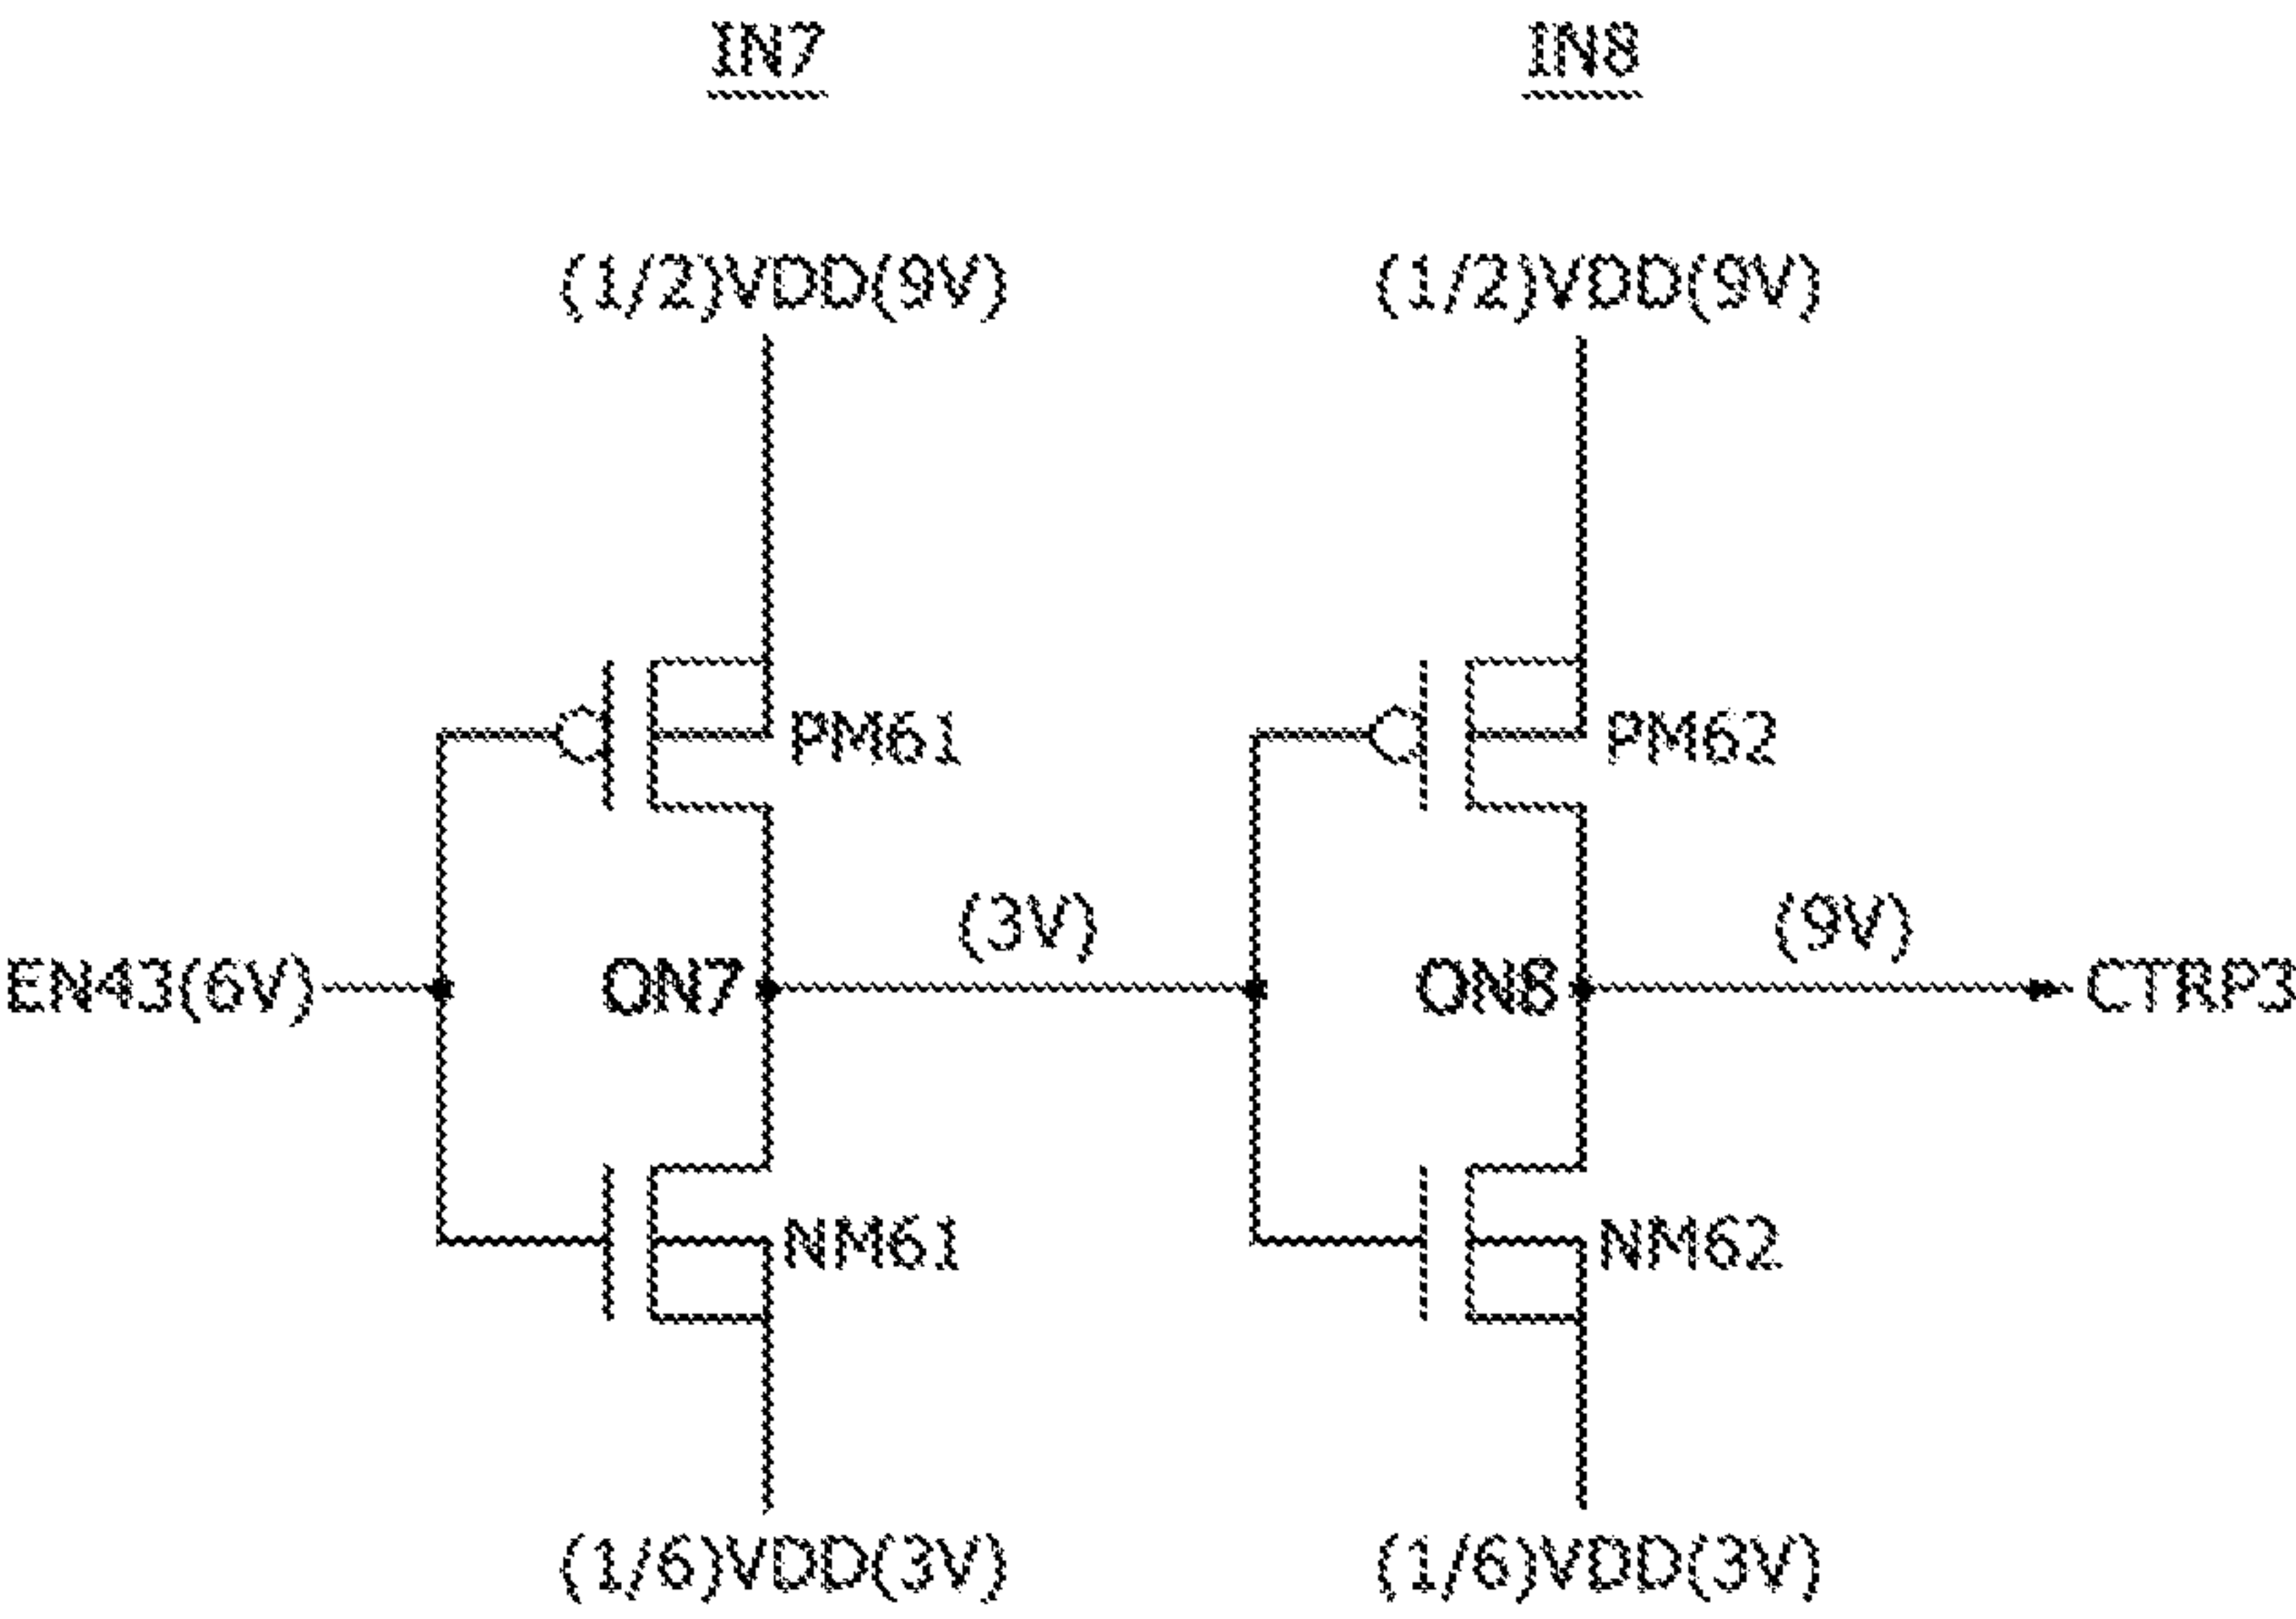 IN7 IN8
(1/2)VDD(9V) (1/2)VDD(9V)
PM61 PM62
(3V) (9V)
EN43(6V) ON7 ON8 CTRP3
NM61 NM62
(1/6)VDD(3V) (1/6)VDD(3V)